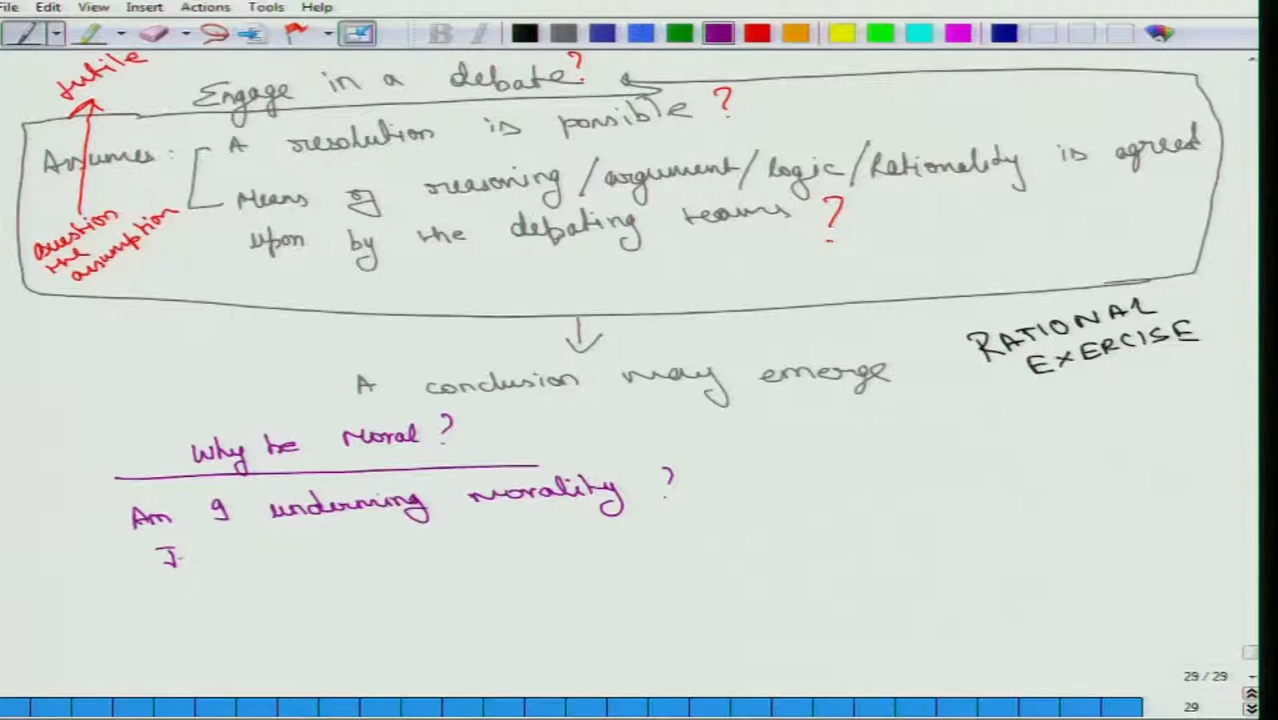 File Edit View Insert Actions Tools Help
futile
Engage in a debate?
Assumes: A resolution is possible ?
Means of reasoning/argument/logic/Rationality is agreed
upon by the debating teams ?
question
the
assumption
RATIONAL
EXERCISE
A conclusion may emerge
Why be Moral ?
Am I undermining morality ?
I
29 / 29
29